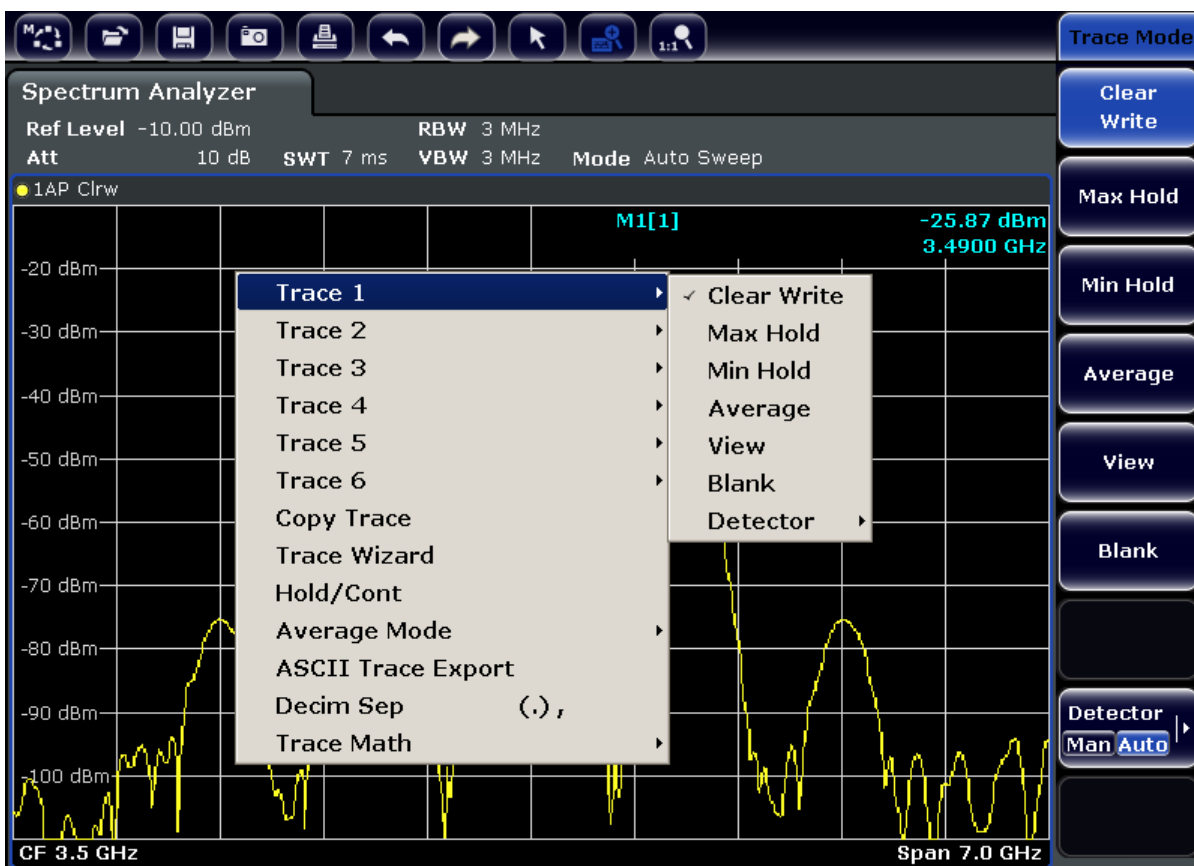 1:1
Trace Mode
Spectrum Analyzer
Ref Level -10.00 dBm RBW 3 MHz
Att 10 dB SWT 7 ms VBW 3 MHz Mode Auto Sweep
1AP Clrw
M1[1] -25.87 dBm
3.4900 GHz
-20 dBm
-30 dBm
-40 dBm
-50 dBm
-60 dBm
-70 dBm
-80 dBm
-90 dBm
-100 dBm
Trace 1
Trace 2
Trace 3
Trace 4
Trace 5
Trace 6
Copy Trace
Trace Wizard
Hold/Cont
Average Mode
ASCII Trace Export
Decim Sep (.) ,
Trace Math
Clear Write
Max Hold
Min Hold
Average
View
Blank
Detector
CF 3.5 GHz Span 7.0 GHz
Clear
Write
Max Hold
Min Hold
Average
View
Blank
Detector
Man Auto